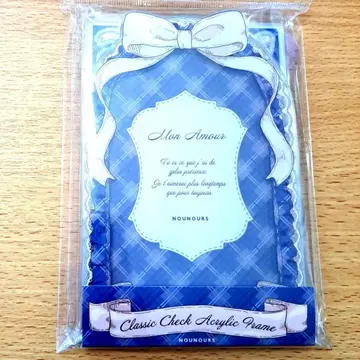 Mon Amour
Tu es ce que j'ai de
plus précieux.
Je t'aimerai plus longtemps
que pour toujours.
NOUNOURS
Classic Check Acrylic Frame
NOUNOURS